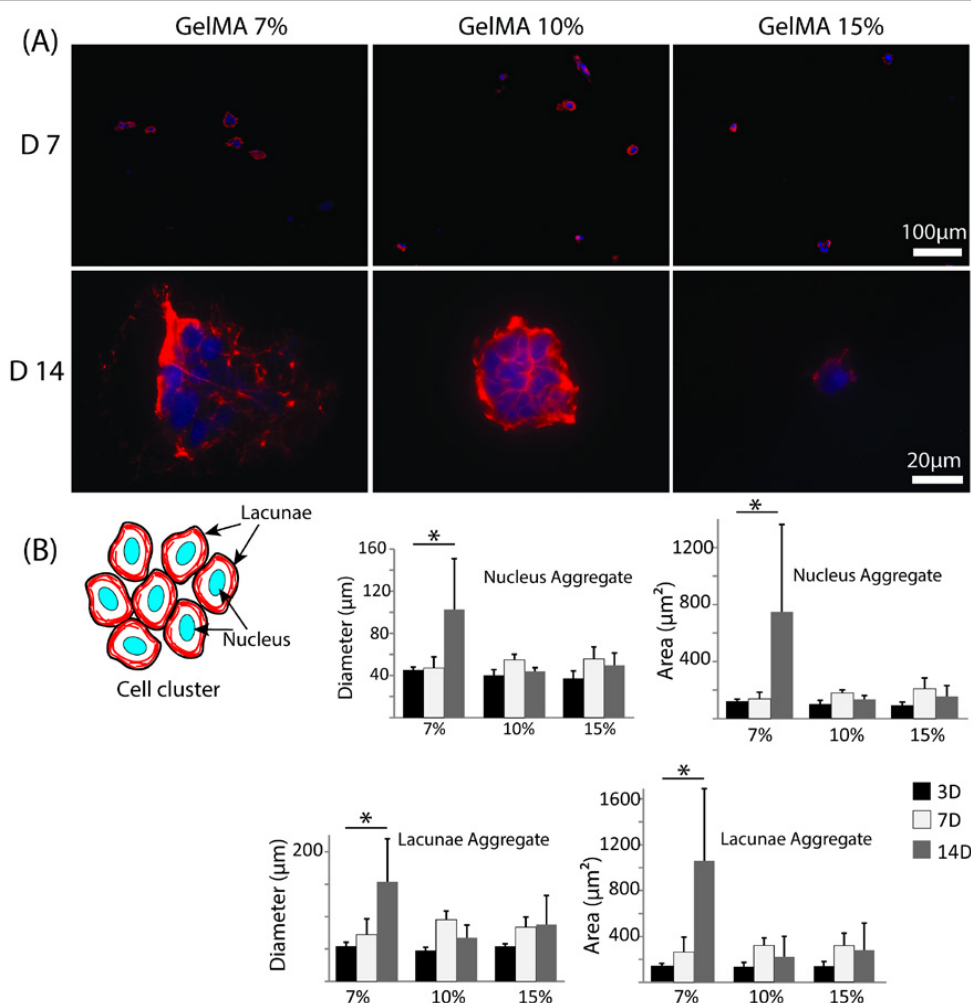 (A)
GelMA 7%
GelMA 10%
GelMA 15%
D 7
100µm
D 14
20µm
(B)
Lacunae
Nucleus
Cell cluster
Diameter (µm)
160
120
80
40
*
Nucleus Aggregate
7%
10%
15%
Area (µm²)
1200
800
400
*
Nucleus Aggregate
7%
10%
15%
Diameter (µm)
200
*
Lacunae Aggregate
7%
10%
15%
Area (µm²)
1600
1200
1000
400
*
Lacunae Aggregate
7%
10%
15%
3D
7D
14D